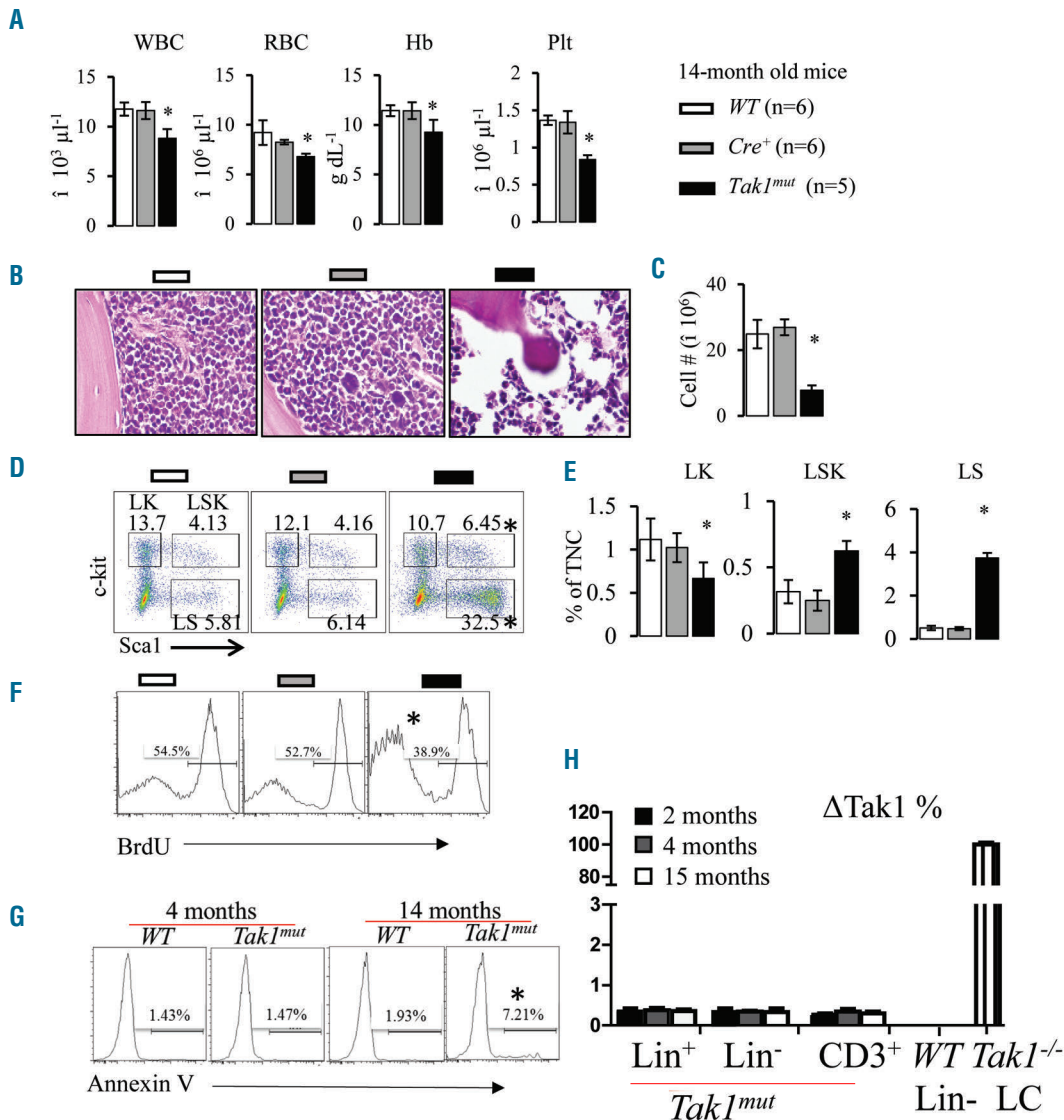 A
WBC RBC Hb Plt
15 15 15 2
10 10 10 1.5
5 5 5 1
0 0 0 0.5
0
î 10³ µl⁻¹
î 10⁶ µl⁻¹
g dL⁻¹
î 10⁶ µl⁻¹
* * * *
14-month old mice
WT (n=6)
Cre⁺ (n=6)
Tak1ᵐᵘᵗ (n=5)
B
C
Cell # (î 10⁶)
40
20
0
*
D
LK LSK
13.7 4.13
LS 5.81
12.1 4.16
6.14
10.7 6.45*
32.5*
c-kit
Sca1
E
LK LSK LS
% of TNC
1.5 1 6
1 0.5 4
0.5 0 2
0 0
* * *
F
54.5% 52.7% 38.9%
*
BrdU
G
4 months 14 months
WT Tak1ᵐᵘᵗ WT Tak1ᵐᵘᵗ
*
1.43% 1.47% 1.93% 7.21%
Annexin V
H
ΔTak1 %
2 months
4 months
15 months
120
100
80
3
2
1
0
Lin⁺ Lin⁻ CD3⁺ WT Tak1⁻/⁻
Tak1ᵐᵘᵗ Lin- LC